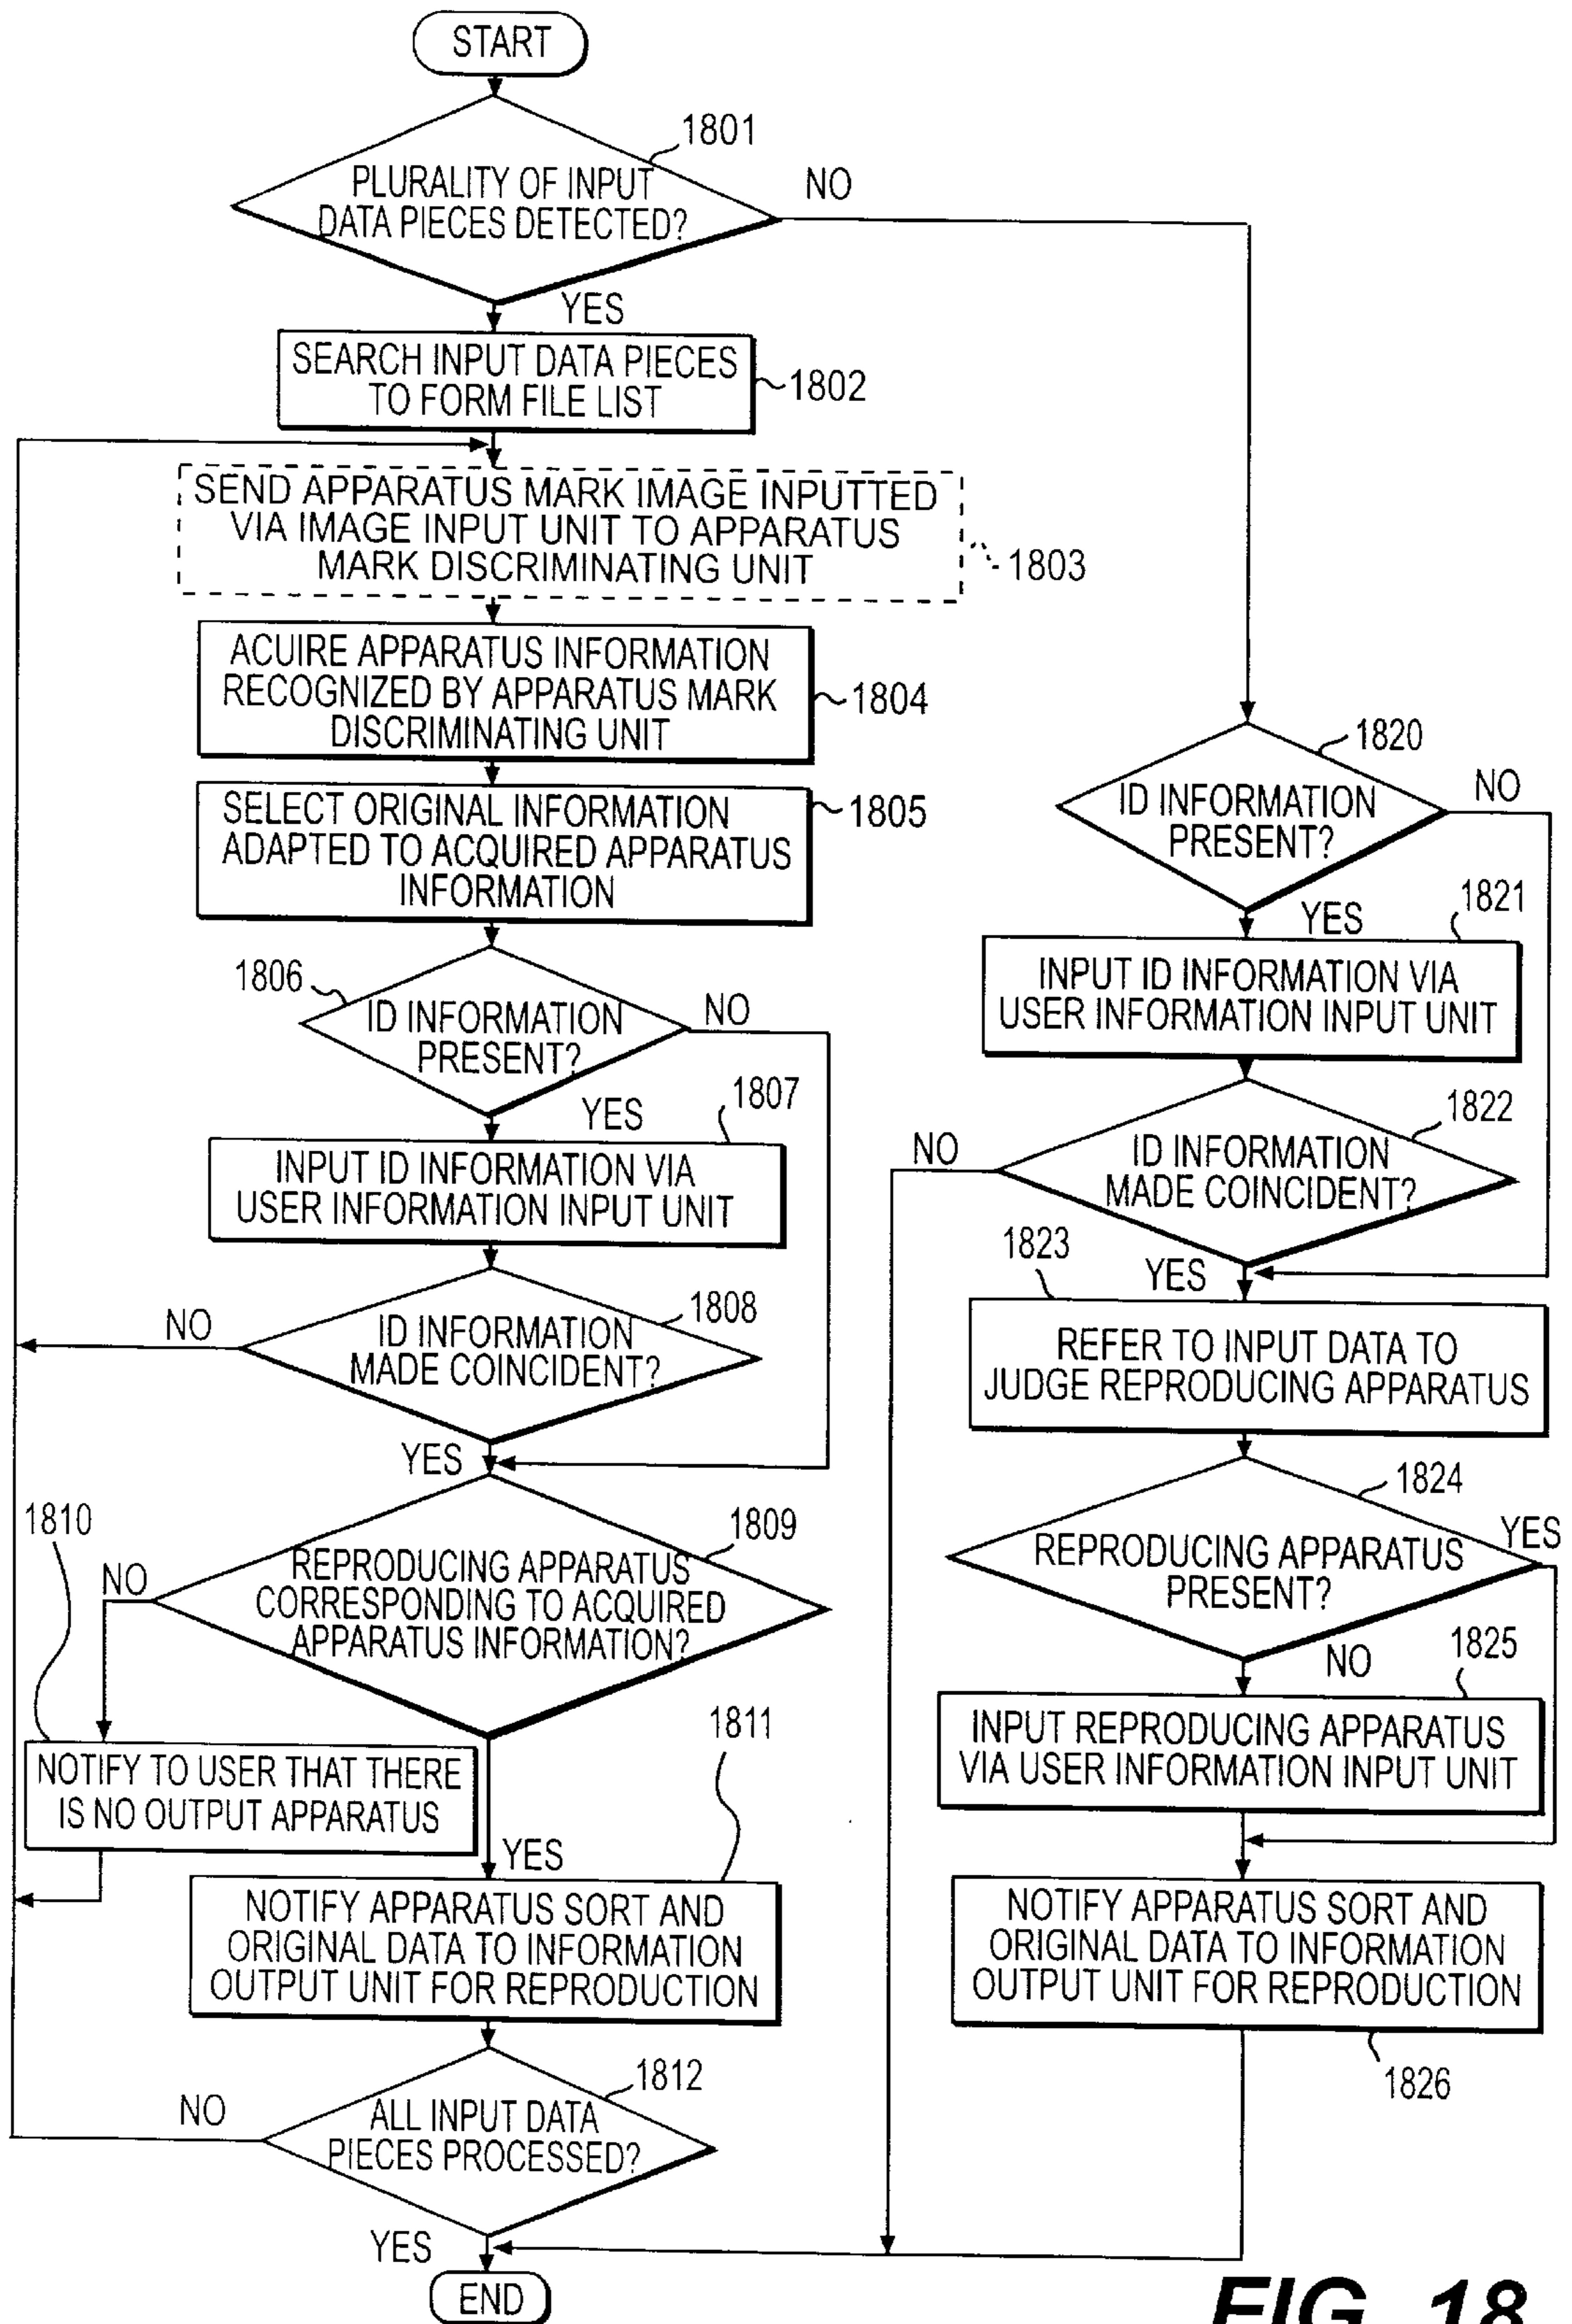 START
1801
PLURALITY OF INPUT
DATA PIECES DETECTED?
NO
YES
SEARCH INPUT DATA PIECES
TO FORM FILE LIST
1802
SEND APPARATUS MARK IMAGE INPUTTED
VIA IMAGE INPUT UNIT TO APPARATUS
MARK DISCRIMINATING UNIT
1803
ACUIRE APPARATUS INFORMATION
RECOGNIZED BY APPARATUS MARK
DISCRIMINATING UNIT
1804
SELECT ORIGINAL INFORMATION
ADAPTED TO ACQUIRED APPARATUS
INFORMATION
1805
1806
ID INFORMATION
PRESENT?
NO
YES
1807
INPUT ID INFORMATION VIA
USER INFORMATION INPUT UNIT
1808
ID INFORMATION
MADE COINCIDENT?
NO
YES
1809
REPRODUCING APPARATUS
CORRESPONDING TO ACQUIRED
APPARATUS INFORMATION?
NO
1810
NOTIFY TO USER THAT THERE
IS NO OUTPUT APPARATUS
YES
1811
NOTIFY APPARATUS SORT AND
ORIGINAL DATA TO INFORMATION
OUTPUT UNIT FOR REPRODUCTION
1812
ALL INPUT DATA
PIECES PROCESSED?
NO
YES
END
1820
ID INFORMATION
PRESENT?
NO
YES
1821
INPUT ID INFORMATION VIA
USER INFORMATION INPUT UNIT
1822
ID INFORMATION
MADE COINCIDENT?
NO
YES
1823
REFER TO INPUT DATA TO
JUDGE REPRODUCING APPARATUS
1824
REPRODUCING APPARATUS
PRESENT?
YES
NO
1825
INPUT REPRODUCING APPARATUS
VIA USER INFORMATION INPUT UNIT
NOTIFY APPARATUS SORT AND
ORIGINAL DATA TO INFORMATION
OUTPUT UNIT FOR REPRODUCTION
1826
FIG. 18